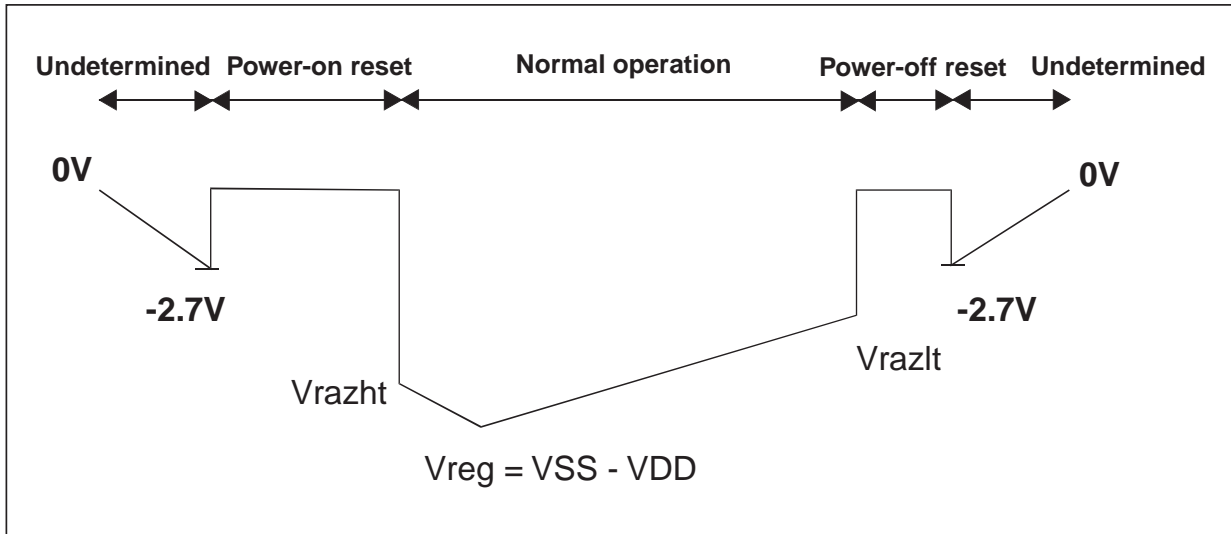 Undetermined Power-on reset Normal operation Power-off reset Undetermined
0V 0V
-2.7V -2.7V
Vrazht Vrazlt
Vreg = VSS - VDD